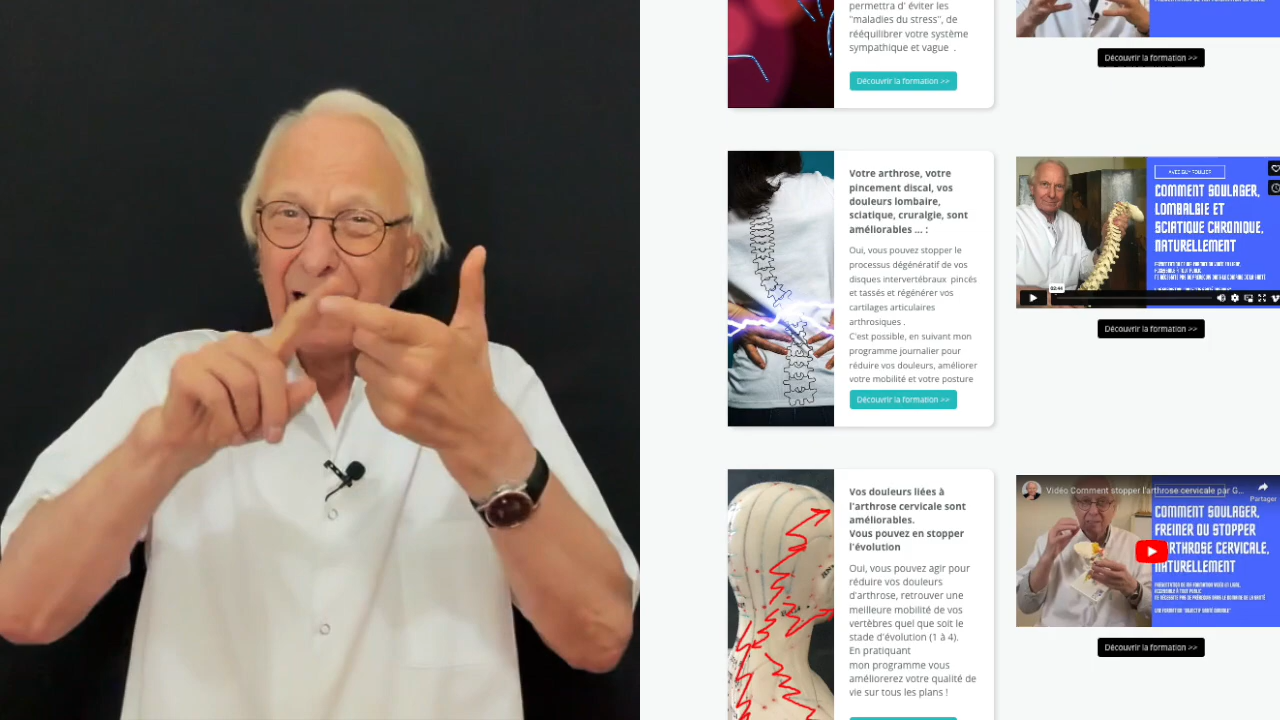 permettra d' éviter les
"maladies du stress", de
rééquilibrer votre système
sympathique et vague .
Découvrir la formation >>
Découvrir la formation >>
Votre arthrose, votre
pincement discal, vos
douleurs lombaire,
sciatique, cruralgie, sont
améliorables ... :
Oui, vous pouvez stopper le
processus dégénératif de vos
disques intervertébraux pincés
et tassés et régénérer vos
cartilages articulaires
arthrosiques .
C'est possible, en suivant mon
programme journalier pour
réduire vos douleurs, améliorer
votre mobilité et votre posture
Découvrir la formation >>
AVEC GUY ROULIER
COMMENT SOULAGER,
LOMBALGIE ET
SCIATIQUE CHRONIQUE,
NATURELLEMENT
02:44
Découvrir la formation >>
Vos douleurs liées à
l'arthrose cervicale sont
améliorables.
Vous pouvez en stopper
l'évolution
Oui, vous pouvez agir pour
réduire vos douleurs
d'arthrose, retrouver une
meilleure mobilité de vos
vertèbres quel que soit le
stade d'évolution (1 à 4).
En pratiquant
mon programme vous
améliorerez votre qualité de
vie sur tous les plans !
Vidéo Comment stopper l'arthrose cervicale par G...
Partager
COMMENT SOULAGER,
FREINER OU STOPPER
L'ARTHROSE CERVICALE,
NATURELLEMENT
Découvrir la formation >>